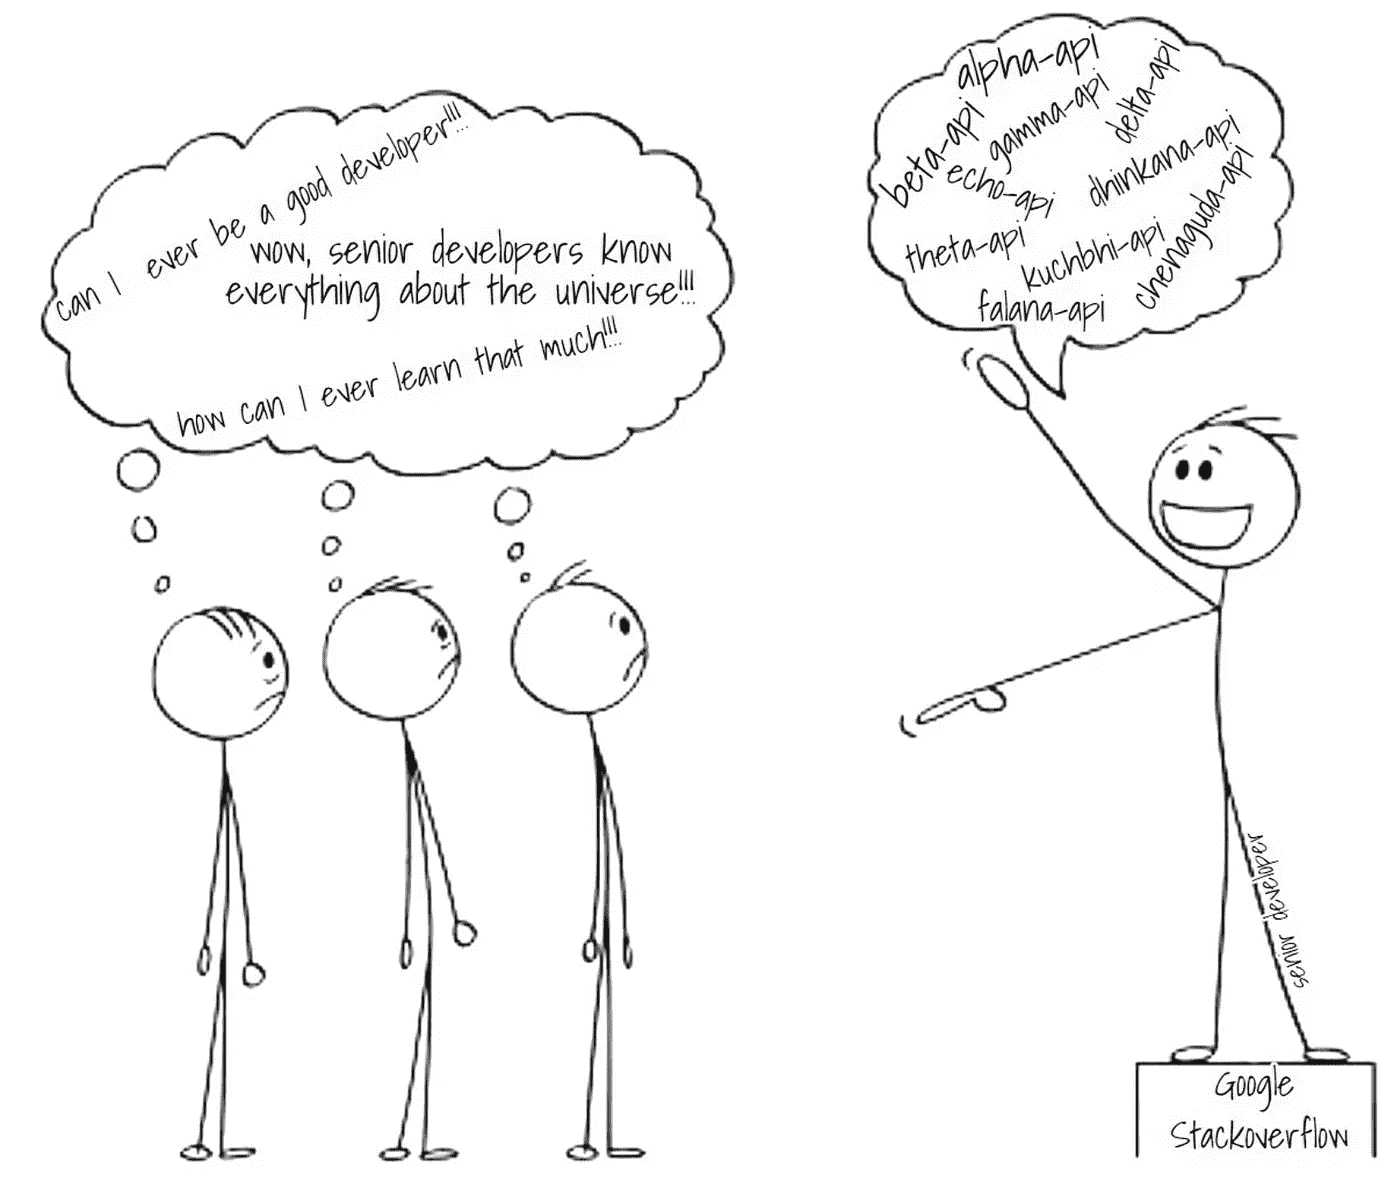 can I ever be a good developer!!!
wow, senior developers know
everything about the universe!!!
how can I ever learn that much!!!
alpha-api
beta-api
gamma-api
delta-api
echo-api
dhinkana-api
theta-api
kuchbhi-api
chenaguda-api
falana-api
senior developer
Google
Stackoverflow